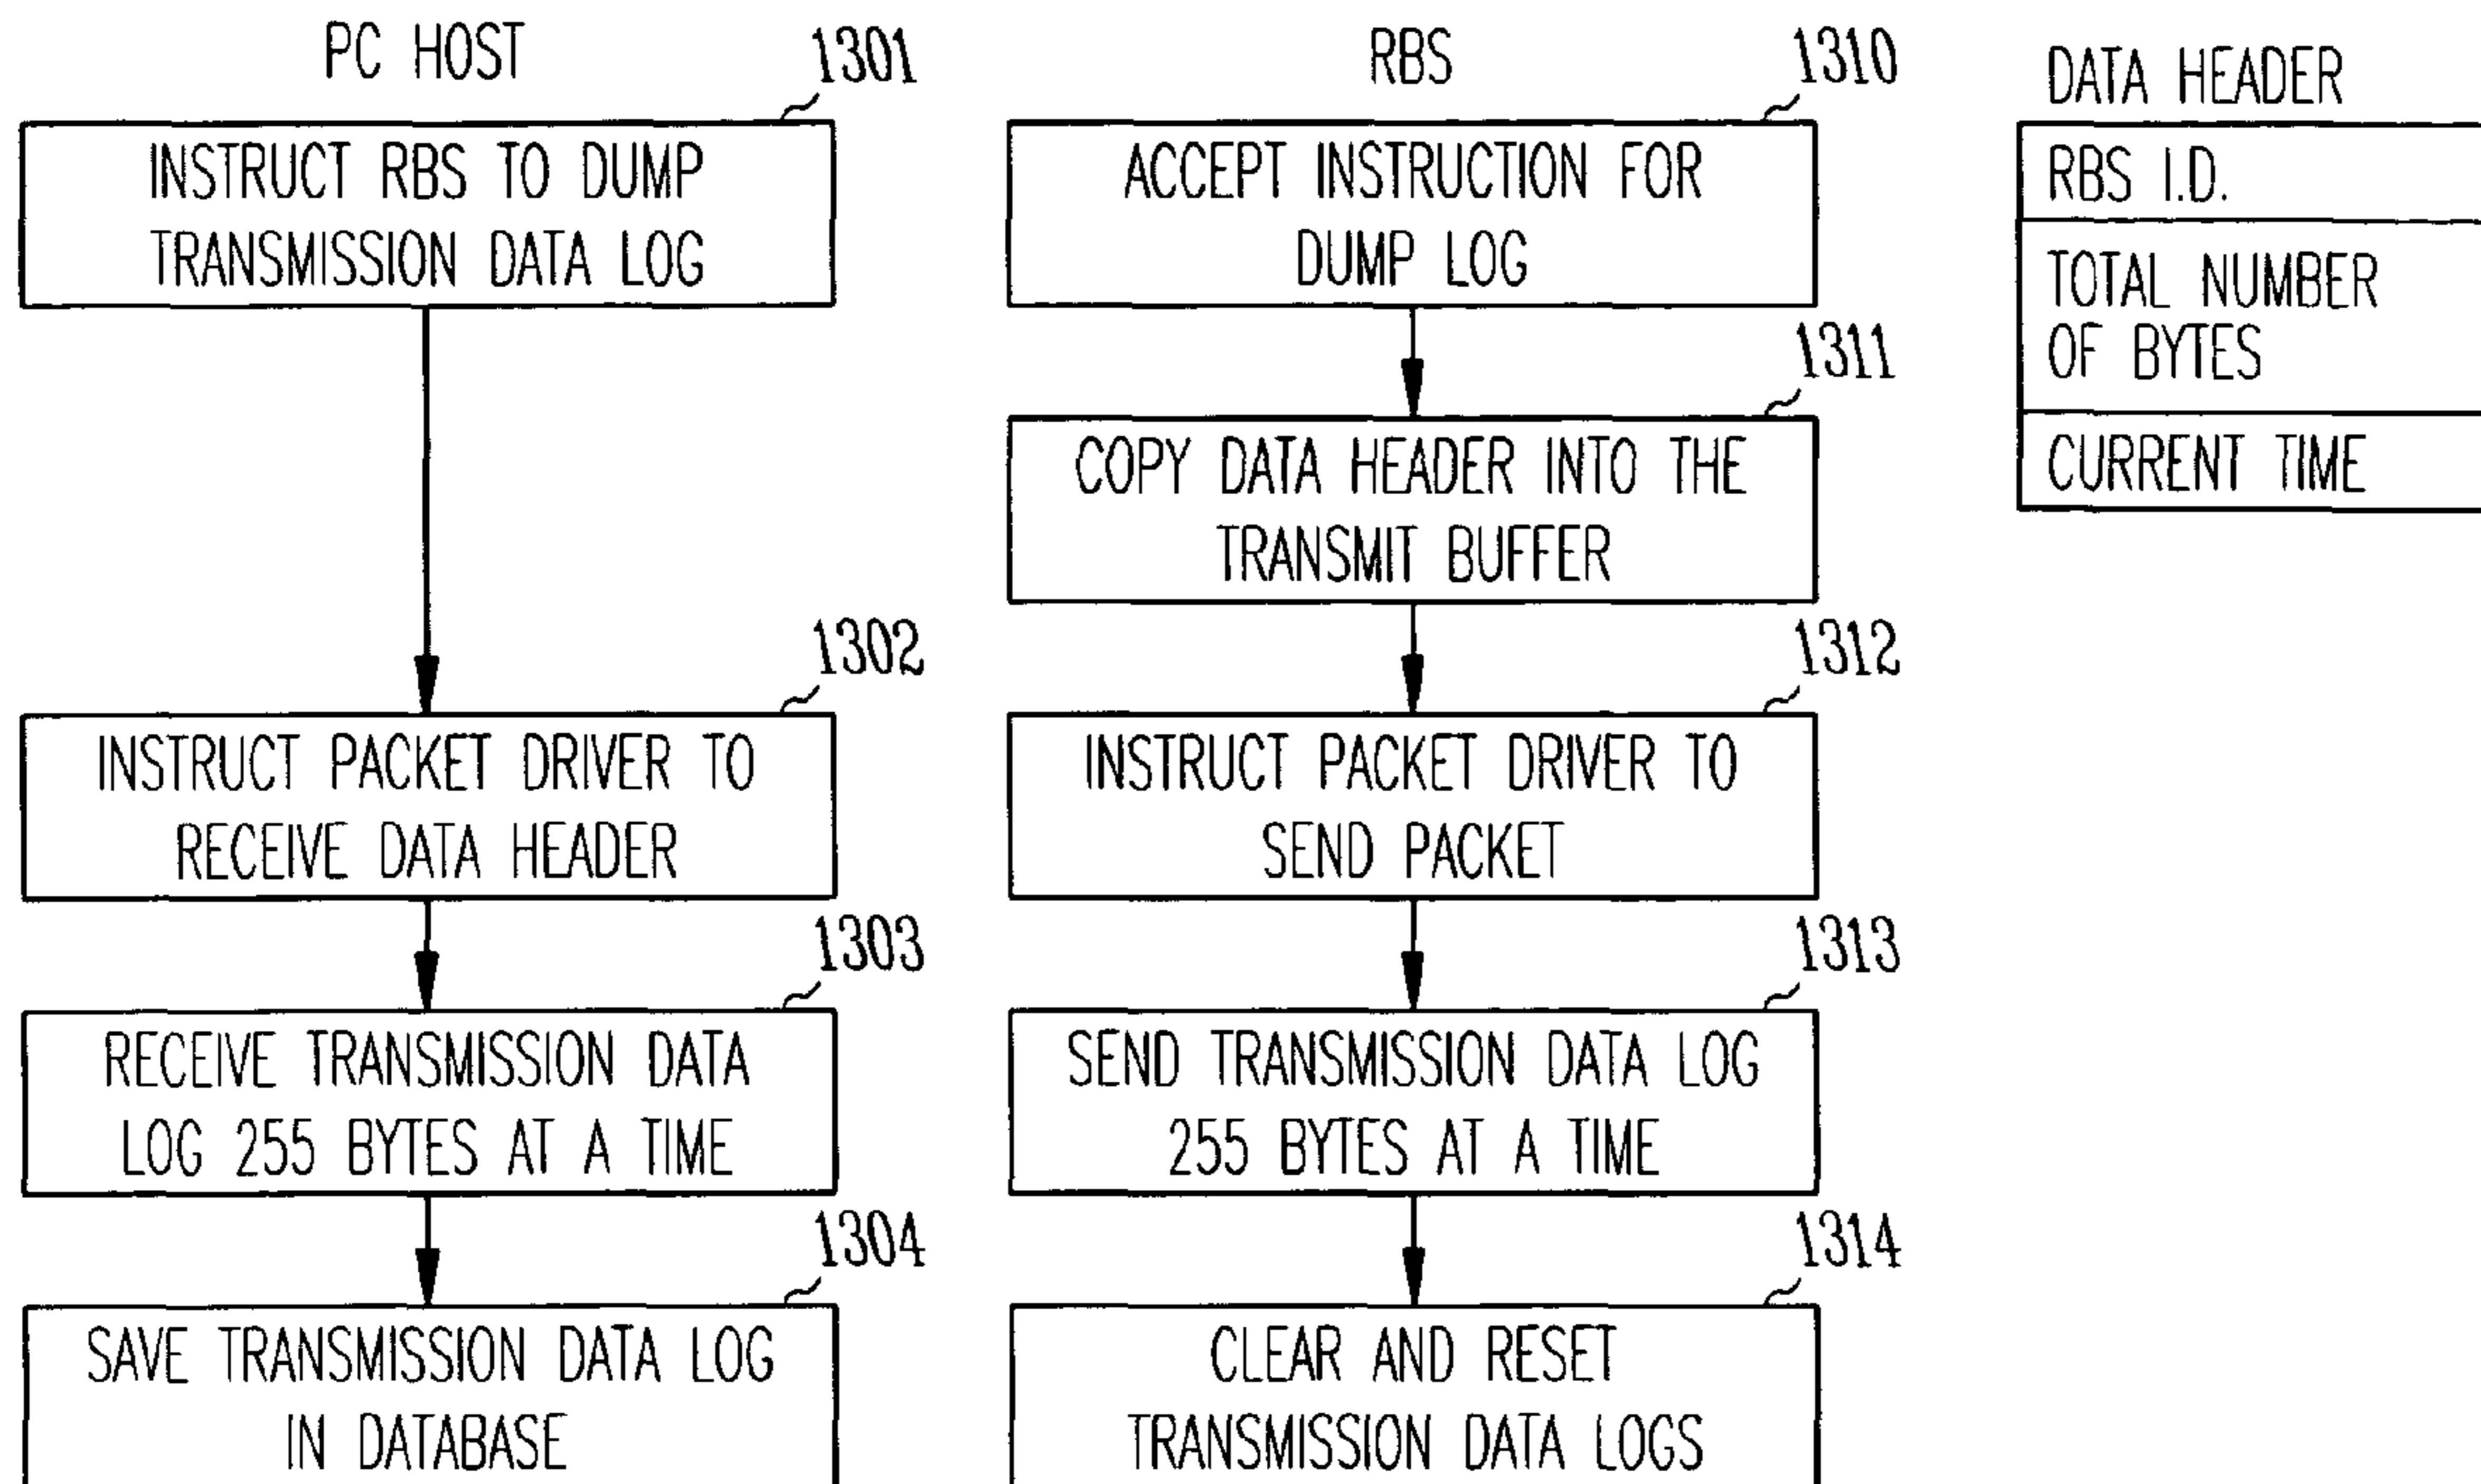 PC HOST
1301
INSTRUCT RBS TO DUMP
TRANSMISSION DATA LOG
1302
INSTRUCT PACKET DRIVER TO
RECEIVE DATA HEADER
1303
RECEIVE TRANSMISSION DATA
LOG 255 BYTES AT A TIME
1304
SAVE TRANSMISSION DATA LOG
IN DATABASE
RBS
1310
ACCEPT INSTRUCTION FOR
DUMP LOG
1311
COPY DATA HEADER INTO THE
TRANSMIT BUFFER
1312
INSTRUCT PACKET DRIVER TO
SEND PACKET
1313
SEND TRANSMISSION DATA LOG
255 BYTES AT A TIME
1314
CLEAR AND RESET
TRANSMISSION DATA LOGS
DATA HEADER
RBS I.D.
TOTAL NUMBER
OF BYTES
CURRENT TIME